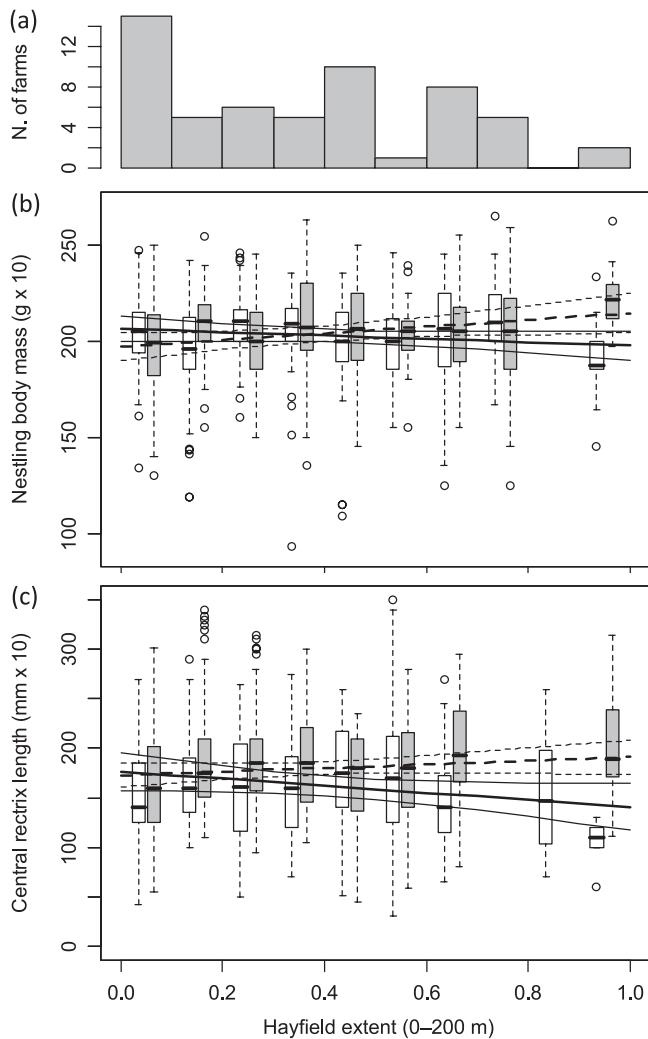 (a)
N. of farms
12
8
4
0
(b)
Nestling body mass (g x 10)
250
200
150
100
(c)
Central rectrix length (mm x 10)
300
200
100
0
0.0 0.2 0.4 0.6 0.8 1.0
Hayfield extent (0–200 m)